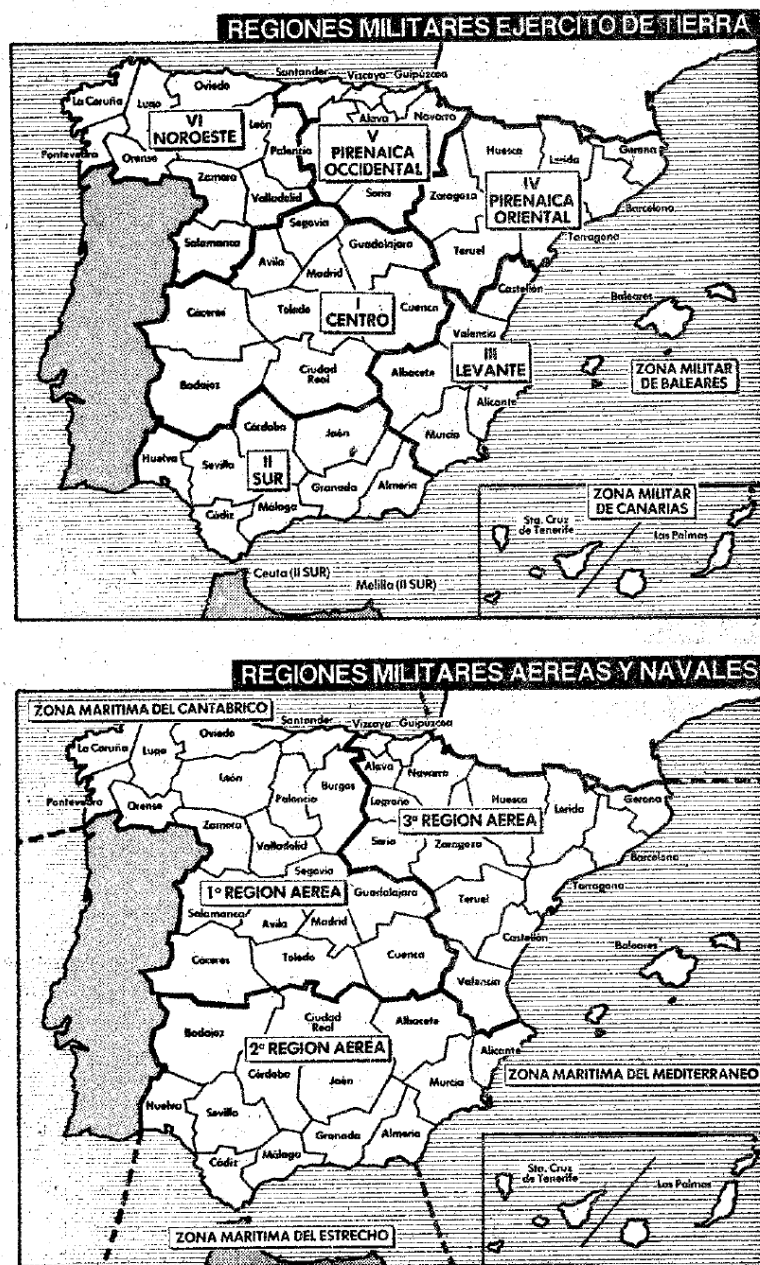 REGIONES MILITARES EJERCITO DE TIERRA
Santander
Vizcaya
Guipúzcoa
Oviedo
La Coruña
Lugo
VI
NOROESTE
León
Alava
Navarra
V
PIRENAICA
OCCIDENTAL
Palencia
Huesca
Lerida
Gerona
Pontevedra
Orense
Zamora
Valladolid
Soria
Zaragoza
IV
PIRENAICA
ORIENTAL
Barcelona
Segovia
Salamanca
Guadalajara
Tarragona
Avila
Teruel
Madrid
Castellón
Baleares
Cáceres
Toledo
I
CENTRO
Cuenca
Valencia
III
LEVANTE
Badajoz
Ciudad
Real
Albacete
ZONA MILITAR
DE BALEARES
Alicante
Córdoba
Jaén
Murcia
Huelva
Sevilla
II
SUR
Granada
Almeria
Cádiz
Málaga
ZONA MILITAR
DE CANARIAS
Sta. Cruz
de Tenerife
Las Palmas
Ceuta (II SUR)
Melilla (II SUR)
REGIONES MILITARES AEREAS Y NAVALES
ZONA MARITIMA DEL CANTABRICO
Santander
Vizcaya
Guipuzcoa
Oviedo
La Coruña
Lugo
Alava
Navarra
León
Burgos
Palencia
Logroño
Huesca
Lerida
Gerona
Pontevedra
Orense
3ª REGION AEREA
Zamora
Valladolid
Soria
Zaragoza
Barcelona
Segovia
1º REGION AEREA
Guadalajara
Tarragona
Salamanca
Avila
Madrid
Teruel
Castellón
Baleares
Cáceres
Toledo
Cuenca
Valencia
Badajoz
Ciudad
Real
Albacete
2ª REGION AEREA
Alicante
ZONA MARITIMA DEL MEDITERRANEO
Córdoba
Jaén
Murcia
Huelva
Sevilla
Granada
Almeria
Cádiz
Málaga
Sta. Cruz
de Tenerife
Las Palmas
ZONA MARITIMA DEL ESTRECHO